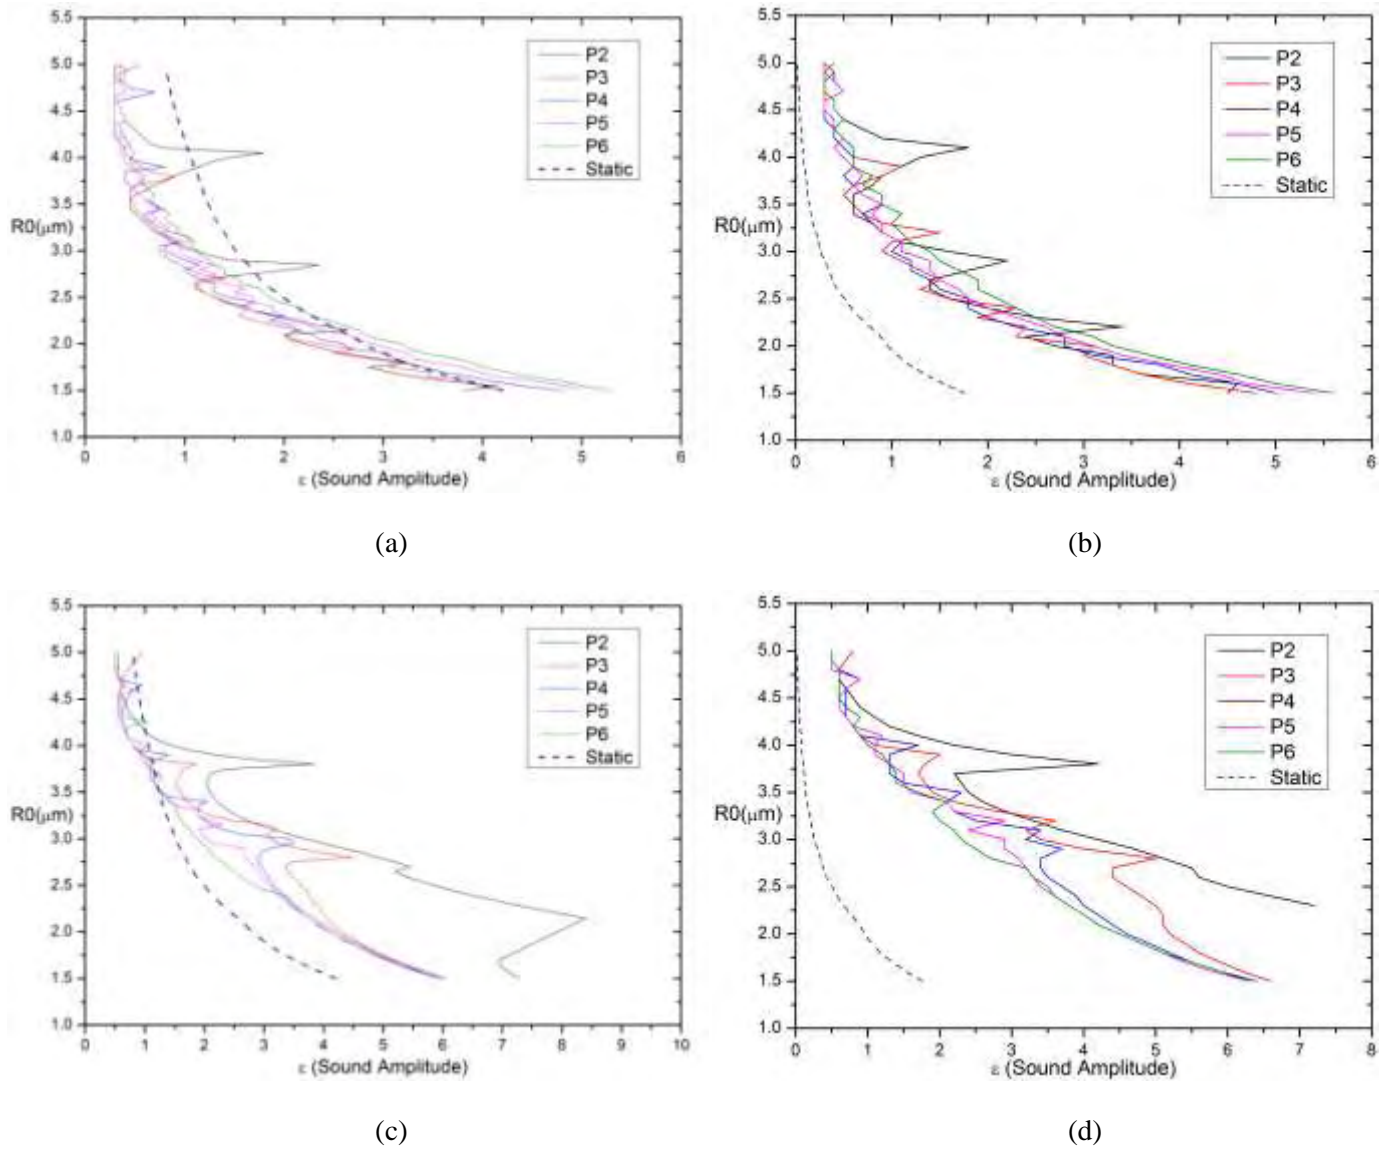 5.5
5.0
4.5
4.0
3.5
R0(μm)
3.0
2.5
2.0
1.5
1.0
0 1 2 3 4 5 6
ε (Sound Amplitude)
P2
P3
P4
P5
P6
Static
(a)
5.5
5.0
4.5
4.0
3.5
R0(μm)
3.0
2.5
2.0
1.5
1.0
0 1 2 3 4 5 6
ε (Sound Amplitude)
P2
P3
P4
P5
P6
Static
(b)
5.5
5.0
4.5
4.0
3.5
R0(μm)
3.0
2.5
2.0
1.5
1.0
0 1 2 3 4 5 6 7 8 9 10
ε (Sound Amplitude)
P2
P3
P4
P5
P6
Static
(c)
5.5
5.0
4.5
4.0
3.5
R0(μm)
3.0
2.5
2.0
1.5
1.0
0 1 2 3 4 5 6 7 8
ε (Sound Amplitude)
P2
P3
P4
P5
P6
Static
(d)